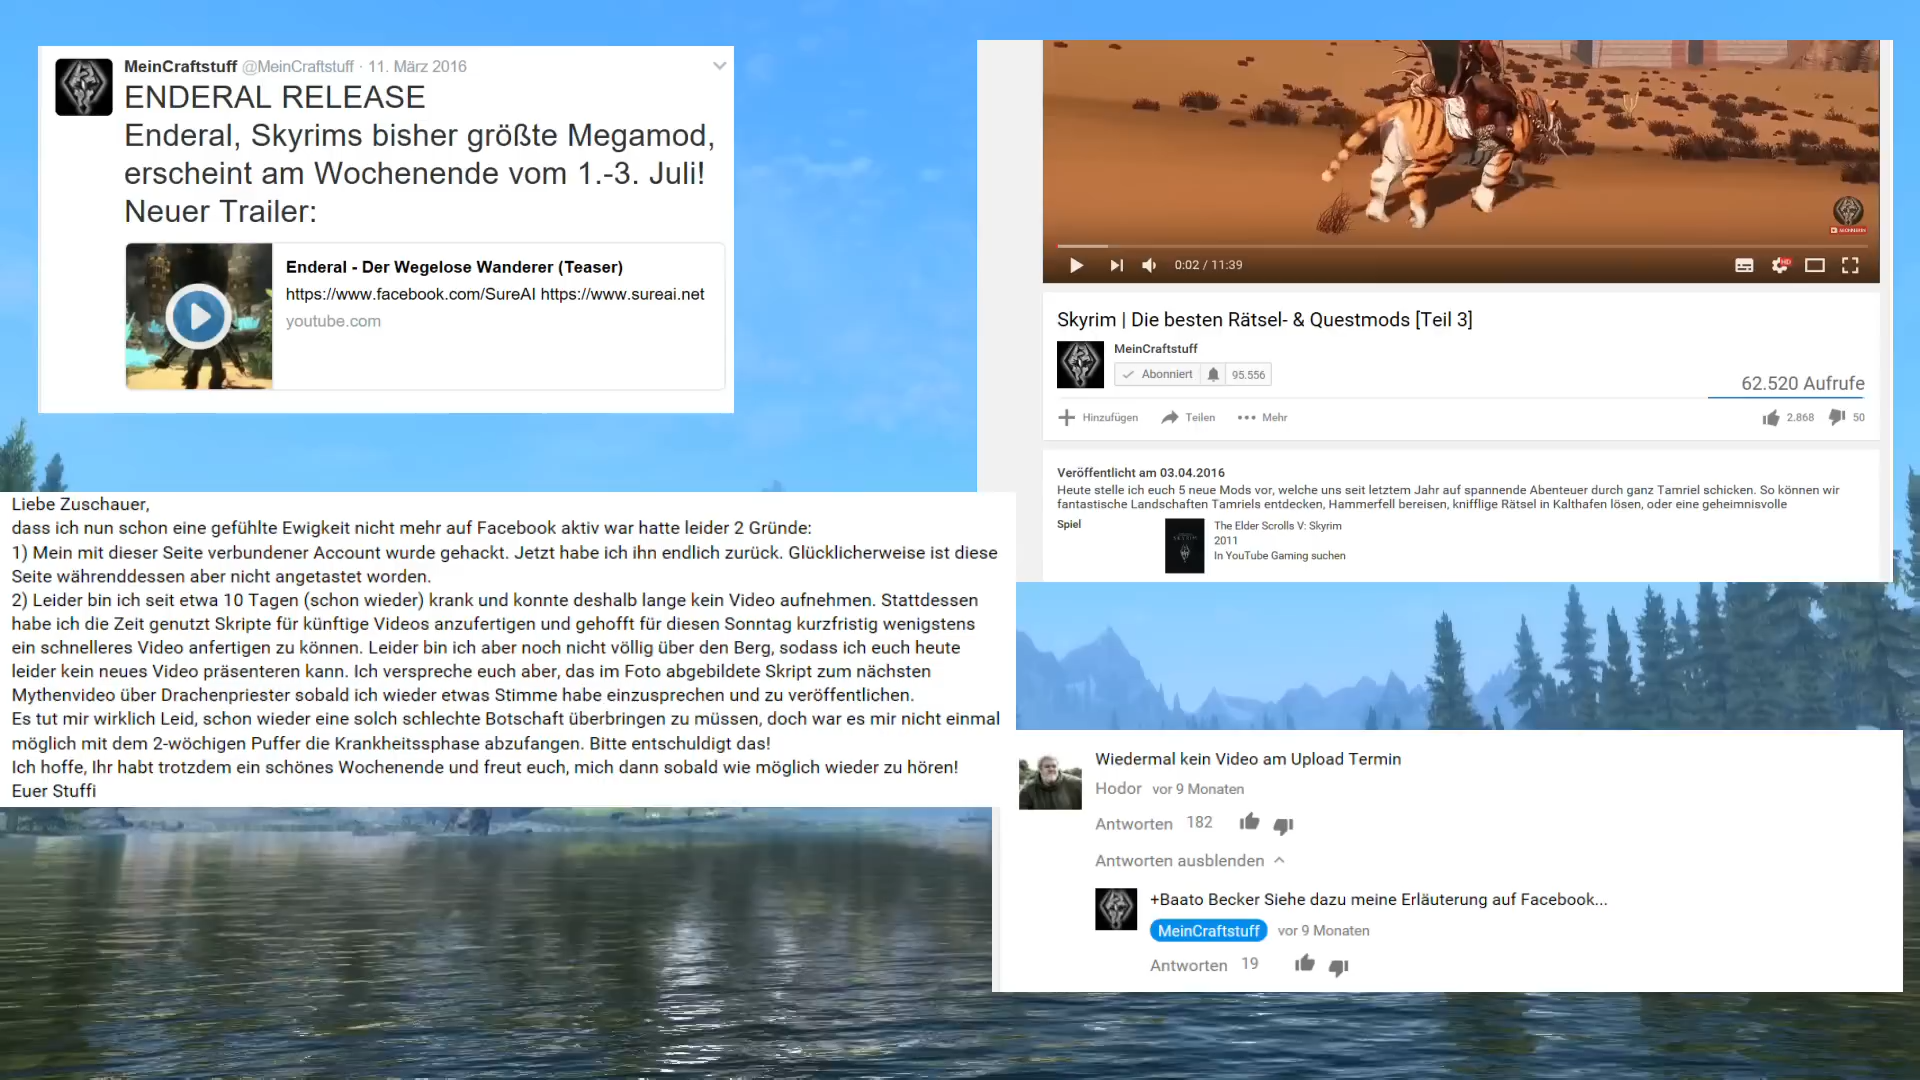 MeinCraftstuff @MeinCraftstuff · 11. März 2016
ENDERAL RELEASE
Enderal, Skyrims bisher größte Megamod,
erscheint am Wochenende vom 1.-3. Juli!
Neuer Trailer:
Enderal - Der Wegelose Wanderer (Teaser)
https://www.facebook.com/SureAI https://www.sureai.net
youtube.com
0:02 / 11:39
HD
Skyrim | Die besten Rätsel- & Questmods [Teil 3]
MeinCraftstuff
Abonniert 95.556
62.520 Aufrufe
Hinzufügen Teilen Mehr 2.868 50
Veröffentlicht am 03.04.2016
Heute stelle ich euch 5 neue Mods vor, welche uns seit letztem Jahr auf spannende Abenteuer durch ganz Tamriel schicken. So können wir
fantastische Landschaften Tamriels entdecken, Hammerfell bereisen, knifflige Rätsel in Kalthafen lösen, oder eine geheimnisvolle
Spiel
The Elder Scrolls V: Skyrim
2011
In YouTube Gaming suchen
Liebe Zuschauer,
dass ich nun schon eine gefühlte Ewigkeit nicht mehr auf Facebook aktiv war hatte leider 2 Gründe:
1) Mein mit dieser Seite verbundener Account wurde gehackt. Jetzt habe ich ihn endlich zurück. Glücklicherweise ist diese
Seite währenddessen aber nicht angetastet worden.
2) Leider bin ich seit etwa 10 Tagen (schon wieder) krank und konnte deshalb lange kein Video aufnehmen. Stattdessen
habe ich die Zeit genutzt Skripte für künftige Videos anzufertigen und gehofft für diesen Sonntag kurzfristig wenigstens
ein schnelleres Video anfertigen zu können. Leider bin ich aber noch nicht völlig über den Berg, sodass ich euch heute
leider kein neues Video präsenteren kann. Ich verspreche euch aber, das im Foto abgebildete Skript zum nächsten
Mythenvideo über Drachenpriester sobald ich wieder etwas Stimme habe einzusprechen und zu veröffentlichen.
Es tut mir wirklich Leid, schon wieder eine solch schlechte Botschaft überbringen zu müssen, doch war es mir nicht einmal
möglich mit dem 2-wöchigen Puffer die Krankheitssphase abzufangen. Bitte entschuldigt das!
Ich hoffe, Ihr habt trotzdem ein schönes Wochenende und freut euch, mich dann sobald wie möglich wieder zu hören!
Euer Stuffi
Wiedermal kein Video am Upload Termin
Hodor vor 9 Monaten
Antworten 182
Antworten ausblenden
+Baato Becker Siehe dazu meine Erläuterung auf Facebook...
MeinCraftstuff vor 9 Monaten
Antworten 19